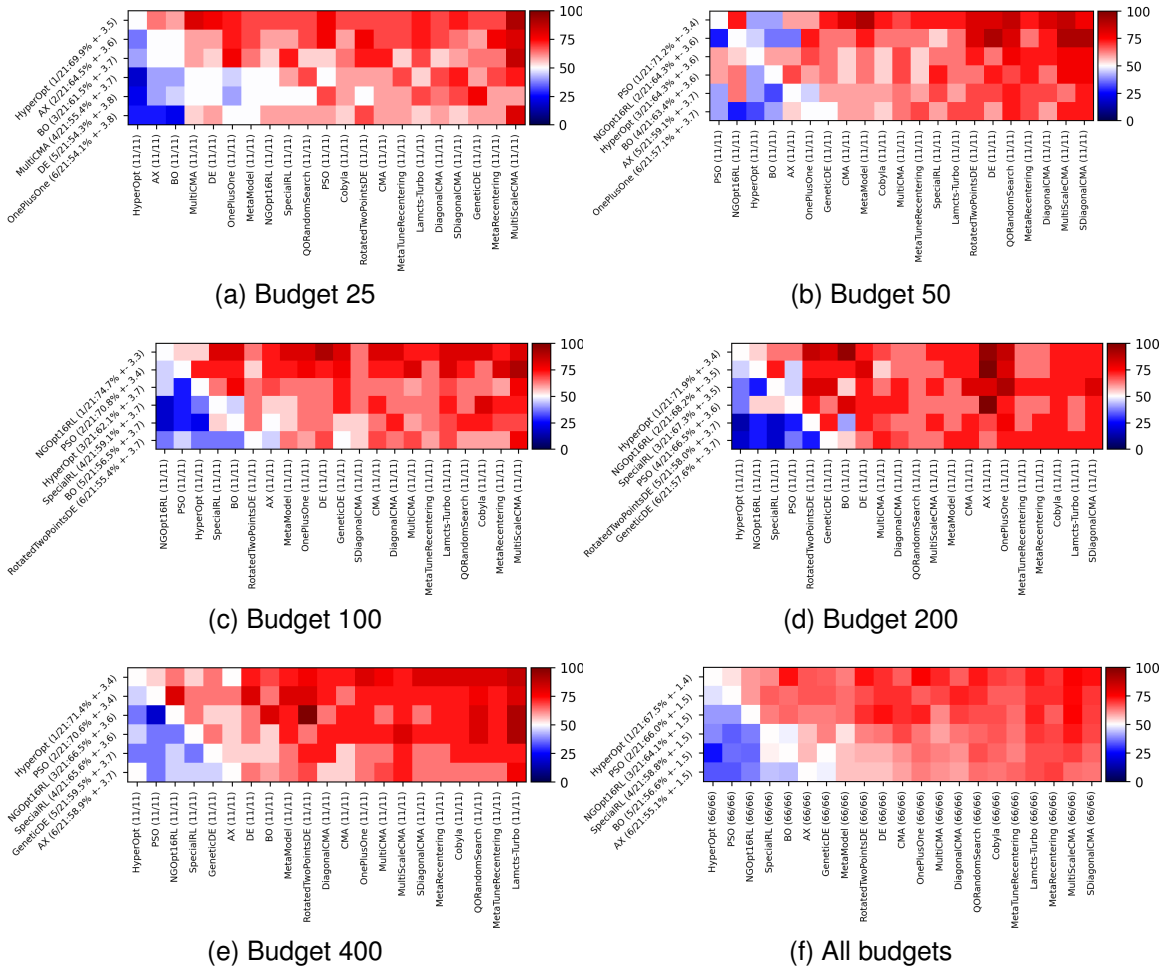 HyperOpt (1/21:69.9% +- 3.5)
AX (2/21:64.5% +- 3.6)
BO (3/21:61.5% +- 3.7)
MultiCMA (4/21:55.4% +- 3.7)
DE (5/21:54.3% +- 3.8)
OnePlusOne (6/21:54.1% +- 3.8)
HyperOpt (11/11)
AX (11/11)
BO (11/11)
MultiCMA (11/11)
DE (11/11)
OnePlusOne (11/11)
MetaModel (11/11)
NGOpt16RL (11/11)
SpecialRL (11/11)
QORandomSearch (11/11)
PSO (11/11)
Cobyla (11/11)
RotatedTwoPointsDE (11/11)
CMA (11/11)
MetaTuneRecentering (11/11)
Lamcts-Turbo (11/11)
DiagonalCMA (11/11)
SDiagonalCMA (11/11)
GeneticDE (11/11)
MetaRecentering (11/11)
MultiScaleCMA (11/11)
100
75
50
25
0
(a) Budget 25
PSO (1/21:71.2% +- 3.4)
NGOpt16RL (2/21:64.3% +- 3.6)
HyperOpt (3/21:64.3% +- 3.6)
BO (4/21:63.4% +- 3.6)
AX (5/21:59.1% +- 3.7)
OnePlusOne (6/21:57.1% +- 3.7)
PSO (11/11)
NGOpt16RL (11/11)
HyperOpt (11/11)
BO (11/11)
AX (11/11)
OnePlusOne (11/11)
GeneticDE (11/11)
CMA (11/11)
MetaModel (11/11)
Cobyla (11/11)
MultiCMA (11/11)
MetaTuneRecentering (11/11)
SpecialRL (11/11)
Lamcts-Turbo (11/11)
RotatedTwoPointsDE (11/11)
DE (11/11)
QORandomSearch (11/11)
MetaRecentering (11/11)
DiagonalCMA (11/11)
MultiScaleCMA (11/11)
SDiagonalCMA (11/11)
100
75
50
25
0
(b) Budget 50
NGOpt16RL (1/21:74.7% +- 3.3)
PSO (2/21:70.8% +- 3.4)
HyperOpt (3/21:62.1% +- 3.7)
SpecialRL (4/21:59.1% +- 3.7)
BO (5/21:56.5% +- 3.7)
RotatedTwoPointsDE (6/21:55.4% +- 3.7)
NGOpt16RL (11/11)
PSO (11/11)
HyperOpt (11/11)
SpecialRL (11/11)
BO (11/11)
RotatedTwoPointsDE (11/11)
AX (11/11)
MetaModel (11/11)
OnePlusOne (11/11)
DE (11/11)
GeneticDE (11/11)
SDiagonalCMA (11/11)
CMA (11/11)
DiagonalCMA (11/11)
MultiCMA (11/11)
MetaTuneRecentering (11/11)
Lamcts-Turbo (11/11)
QORandomSearch (11/11)
Cobyla (11/11)
MetaRecentering (11/11)
MultiScaleCMA (11/11)
100
75
50
25
0
(c) Budget 100
HyperOpt (1/21:71.9% +- 3.4)
NGOpt16RL (2/21:68.2% +- 3.5)
SpecialRL (3/21:67.3% +- 3.5)
PSO (4/21:66.5% +- 3.6)
RotatedTwoPointsDE (5/21:58.0% +- 3.7)
GeneticDE (6/21:57.6% +- 3.7)
HyperOpt (11/11)
NGOpt16RL (11/11)
SpecialRL (11/11)
PSO (11/11)
RotatedTwoPointsDE (11/11)
GeneticDE (11/11)
BO (11/11)
DE (11/11)
MultiCMA (11/11)
DiagonalCMA (11/11)
QORandomSearch (11/11)
MultiScaleCMA (11/11)
MetaModel (11/11)
CMA (11/11)
AX (11/11)
OnePlusOne (11/11)
MetaTuneRecentering (11/11)
MetaRecentering (11/11)
Cobyla (11/11)
Lamcts-Turbo (11/11)
SDiagonalCMA (11/11)
100
75
50
25
0
(d) Budget 200
HyperOpt (1/21:71.4% +- 3.4)
PSO (2/21:70.6% +- 3.4)
NGOpt16RL (3/21:66.5% +- 3.6)
SpecialRL (4/21:65.6% +- 3.6)
GeneticDE (5/21:59.5% +- 3.7)
AX (6/21:58.9% +- 3.7)
HyperOpt (11/11)
PSO (11/11)
NGOpt16RL (11/11)
SpecialRL (11/11)
GeneticDE (11/11)
AX (11/11)
DE (11/11)
BO (11/11)
MetaModel (11/11)
RotatedTwoPointsDE (11/11)
DiagonalCMA (11/11)
CMA (11/11)
OnePlusOne (11/11)
MultiCMA (11/11)
MultiScaleCMA (11/11)
SDiagonalCMA (11/11)
MetaRecentering (11/11)
Cobyla (11/11)
QORandomSearch (11/11)
MetaTuneRecentering (11/11)
Lamcts-Turbo (11/11)
100
75
50
25
0
(e) Budget 400
HyperOpt (1/21:67.5% +- 1.4)
PSO (2/21:66.0% +- 1.5)
NGOpt16RL (3/21:64.1% +- 1.5)
SpecialRL (4/21:58.8% +- 1.5)
BO (5/21:56.6% +- 1.5)
AX (6/21:55.1% +- 1.5)
HyperOpt (66/66)
PSO (66/66)
NGOpt16RL (66/66)
SpecialRL (66/66)
BO (66/66)
AX (66/66)
GeneticDE (66/66)
MetaModel (66/66)
RotatedTwoPointsDE (66/66)
DE (66/66)
CMA (66/66)
OnePlusOne (66/66)
MultiCMA (66/66)
DiagonalCMA (66/66)
QORandomSearch (66/66)
Cobyla (66/66)
MetaTuneRecentering (66/66)
Lamcts-Turbo (66/66)
MetaRecentering (66/66)
MultiScaleCMA (66/66)
SDiagonalCMA (66/66)
100
75
50
25
0
(f) All budgets